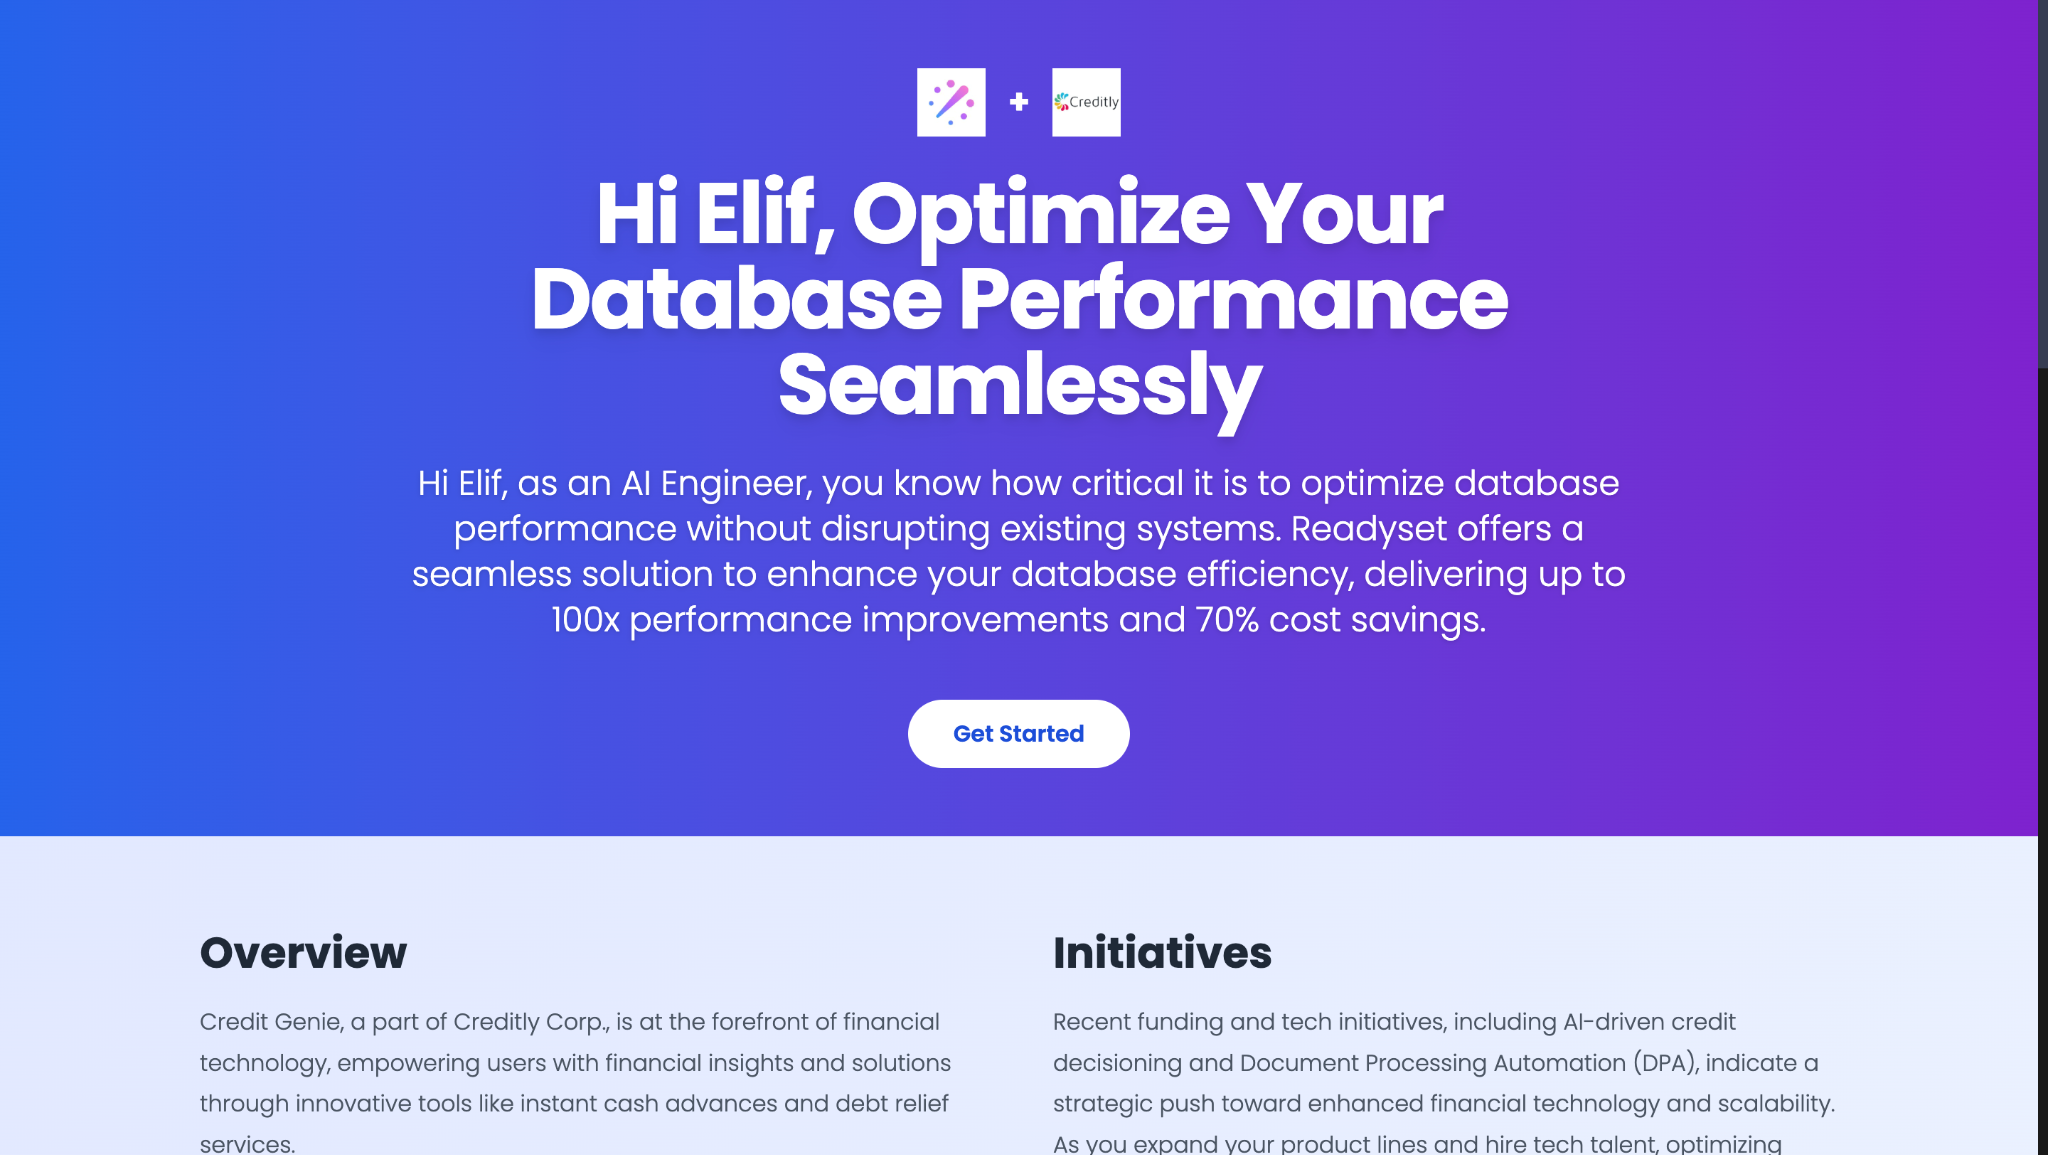 +
Creditly
Hi Elif, Optimize Your
Database Performance
Seamlessly
Hi Elif, as an AI Engineer, you know how critical it is to optimize database
performance without disrupting existing systems. Readyset offers a
seamless solution to enhance your database efficiency, delivering up to
100x performance improvements and 70% cost savings.
Get Started
Overview
Credit Genie, a part of Creditly Corp., is at the forefront of financial
technology, empowering users with financial insights and solutions
through innovative tools like instant cash advances and debt relief
services.
Initiatives
Recent funding and tech initiatives, including AI-driven credit
decisioning and Document Processing Automation (DPA), indicate a
strategic push toward enhanced financial technology and scalability.
As you expand your product lines and hire tech talent, optimizing